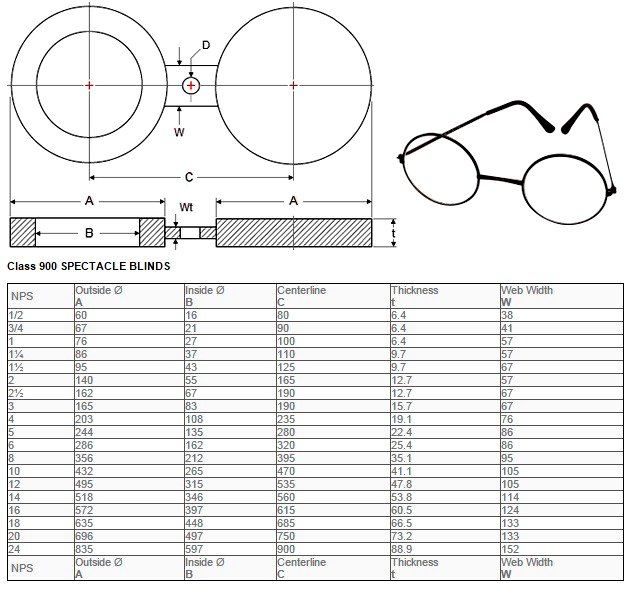 D
W
C
A A
Wt
B t
Class 900 SPECTACLE BLINDS
NPS Outside Ø A Inside Ø B Centerline C Thickness t Web Width W
1/2 60 16 80 6.4 38
3/4 67 21 90 6.4 41
1 76 27 100 6.4 57
1¼ 86 37 110 9.7 57
1½ 95 43 125 9.7 67
2 140 55 165 12.7 57
2½ 162 67 190 12.7 67
3 165 83 190 15.7 67
4 203 108 235 19.1 76
5 244 135 280 22.4 86
6 286 162 320 25.4 86
8 356 212 395 35.1 95
10 432 265 470 41.1 105
12 495 315 535 47.8 105
14 518 346 560 53.8 114
16 572 397 615 60.5 124
18 635 448 685 66.5 133
20 696 497 750 73.2 133
24 835 597 900 88.9 152
NPS Outside Ø A Inside Ø B Centerline C Thickness t Web Width W